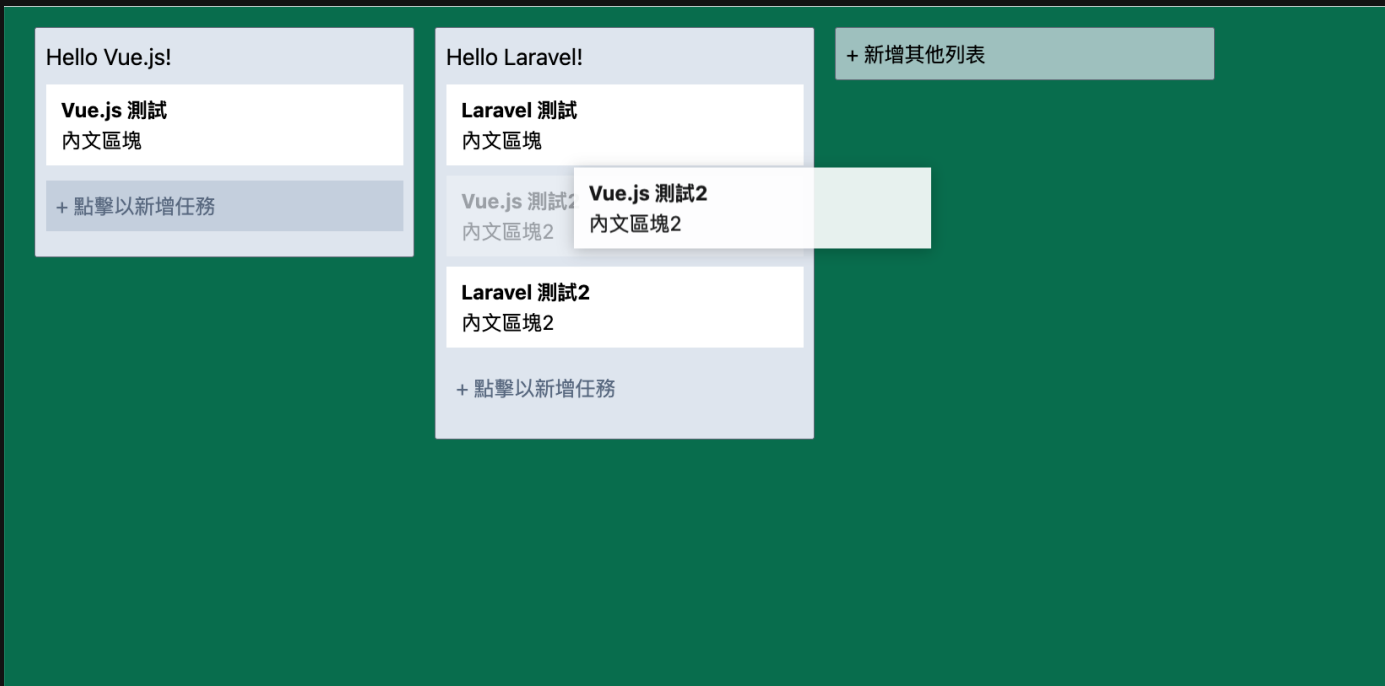 Hello Vue.js!
Vue.js 測試
內文區塊
+ 點擊以新增任務
Hello Laravel!
Laravel 測試
內文區塊
Vue.js 測試2
內文區塊2
Vue.js 測試2
內文區塊2
Laravel 測試2
內文區塊2
+ 點擊以新增任務
+ 新增其他列表